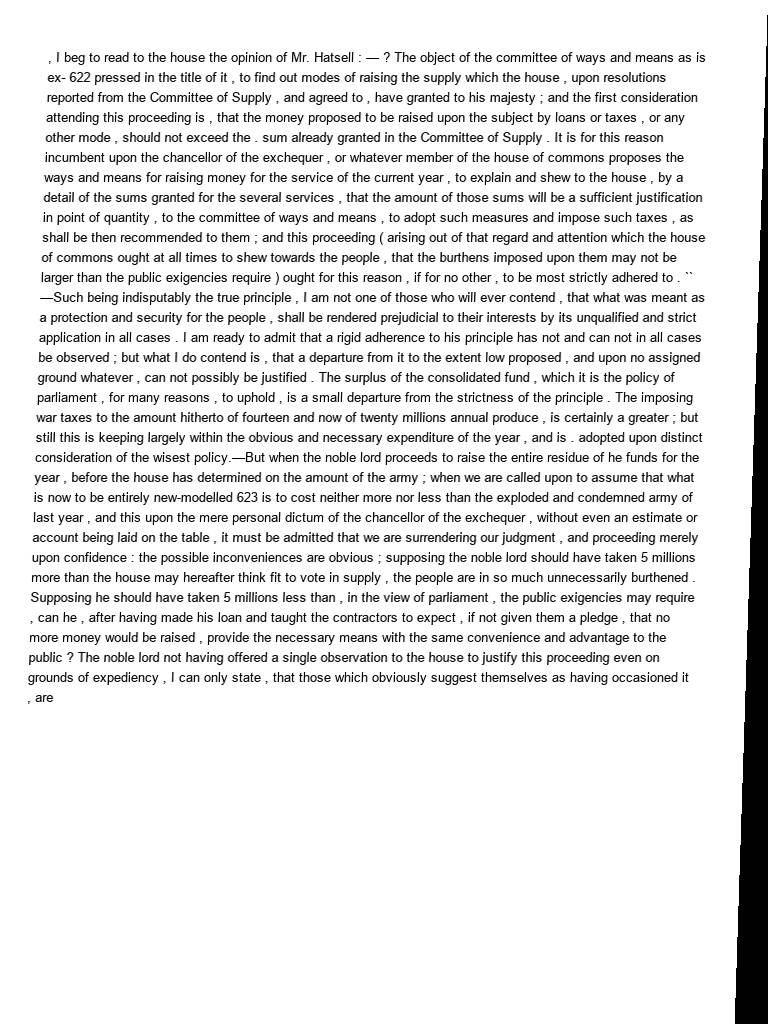 , I beg to read to the house the opinion of Mr. Hatsell : — ? The object of the committee of ways and means as is
ex- 622 pressed in the title of it , to find out modes of raising the supply which the house , upon resolutions
reported from the Committee of Supply , and agreed to , have granted to his majesty ; and the first consideration
attending this proceeding is , that the money proposed to be raised upon the subject by loans or taxes , or any
other mode , should not exceed the . sum already granted in the Committee of Supply . It is for this reason
incumbent upon the chancellor of the exchequer , or whatever member of the house of commons proposes the
ways and means for raising money for the service of the current year , to explain and shew to the house , by a
detail of the sums granted for the several services , that the amount of those sums will be a sufficient justification
in point of quantity , to the committee of ways and means , to adopt such measures and impose such taxes , as
shall be then recommended to them ; and this proceeding ( arising out of that regard and attention which the house
of commons ought at all times to shew towards the people , that the burthens imposed upon them may not be
larger than the public exigencies require ) ought for this reason , if for no other , to be most strictly adhered to . ``
—Such being indisputably the true principle , I am not one of those who will ever contend , that what was meant as
a protection and security for the people , shall be rendered prejudicial to their interests by its unqualified and strict
application in all cases . I am ready to admit that a rigid adherence to his principle has not and can not in all cases
be observed ; but what I do contend is , that a departure from it to the extent low proposed , and upon no assigned
ground whatever , can not possibly be justified . The surplus of the consolidated fund , which it is the policy of
parliament , for many reasons , to uphold , is a small departure from the strictness of the principle . The imposing
war taxes to the amount hitherto of fourteen and now of twenty millions annual produce , is certainly a greater ; but
still this is keeping largely within the obvious and necessary expenditure of the year , and is . adopted upon distinct
consideration of the wisest policy.—But when the noble lord proceeds to raise the entire residue of he funds for the
year , before the house has determined on the amount of the army ; when we are called upon to assume that what
is now to be entirely new-modelled 623 is to cost neither more nor less than the exploded and condemned army of
last year , and this upon the mere personal dictum of the chancellor of the exchequer , without even an estimate or
account being laid on the table , it must be admitted that we are surrendering our judgment , and proceeding merely
upon confidence : the possible inconveniences are obvious ; supposing the noble lord should have taken 5 millions
more than the house may hereafter think fit to vote in supply , the people are in so much unnecessarily burthened .
Supposing he should have taken 5 millions less than , in the view of parliament , the public exigencies may require
, can he , after having made his loan and taught the contractors to expect , if not given them a pledge , that no
more money would be raised , provide the necessary means with the same convenience and advantage to the
public ? The noble lord not having offered a single observation to the house to justify this proceeding even on
grounds of expediency , I can only state , that those which obviously suggest themselves as having occasioned it
, are